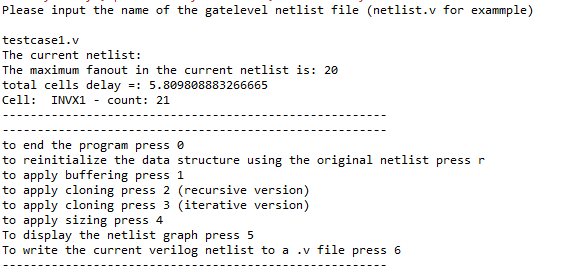 Please input the name of the gatelevel netlist file (netlist.v for exammple)
testcase1.v
The current netlist:
The maximum fanout in the current netlist is: 20
total cells delay =: 5.809808883266665
Cell:  INVX1 - count: 21
-------------------------------------------------------
-------------------------------------------------------
to end the program press 0
to reinitialize the data structure using the original netlist press r
to apply buffering press 1
to apply cloning press 2 (recursive version)
to apply cloning press 3 (iterative version)
to apply sizing press 4
To display the netlist graph press 5
To write the current verilog netlist to a .v file press 6
-------------------------------------------------------